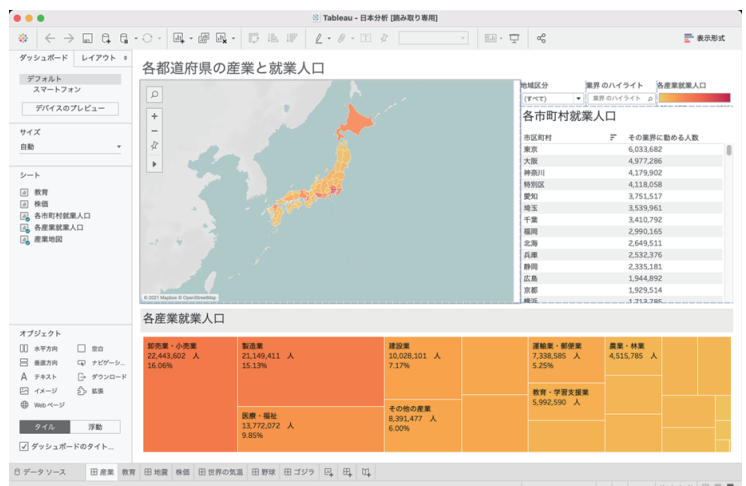 Tableau - 日本分析 [読み取り専用]
表示形式
ダッシュボード レイアウト
デフォルト
スマートフォン
デバイスのプレビュー
サイズ
自動
シート
教育
株価
各市町村就業人口
各産業就業人口
産業地図
オブジェクト
水平方向 空白
垂直方向 ナビゲーシ...
テキスト ダウンロード
イメージ 拡張
Web ページ
タイル 浮動
ダッシュボードのタイト...
各都道府県の産業と就業人口
© 2021 Mapbox © OpenStreetMap
地域区分 業界 のハイライト 各産業就業人口
(すべて) 業界 のハイライト
各市町村就業人口
市区町村 その業界に勤める人数
東京 6,033,682
大阪 4,977,286
神奈川 4,179,902
特別区 4,118,058
愛知 3,751,517
埼玉 3,539,961
千葉 3,410,792
福岡 2,990,165
北海 2,649,511
兵庫 2,532,376
静岡 2,335,181
広島 1,944,892
京都 1,929,514
横浜 1,713,785
各産業就業人口
卸売業・小売業
22,443,602 人
16.06%
製造業
21,149,411 人
15.13%
医療・福祉
13,772,072 人
9.85%
建設業
10,028,101 人
7.17%
その他の産業
8,391,477 人
6.00%
運輸業・郵便業
7,338,585 人
5.25%
教育・学習支援業
5,992,590 人
農業・林業
4,515,785 人
データ ソース 産業 教育 地震 株価 世界の気温 野球 ゴジラ